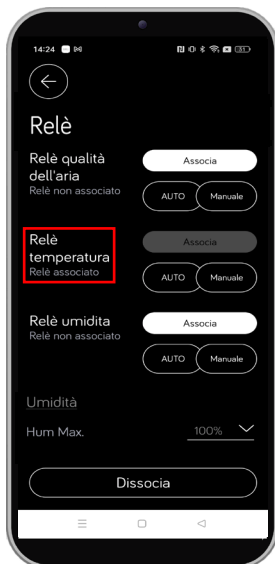 14:24
Relè
Relè qualità
dell'aria
Relè non associato
Associa
AUTO
Manuale
Relè
temperatura
Relè associato
Associa
AUTO
Manuale
Relè umidita
Relè non associato
Associa
AUTO
Manuale
Umidità
Hum Max.
100%
Dissocia